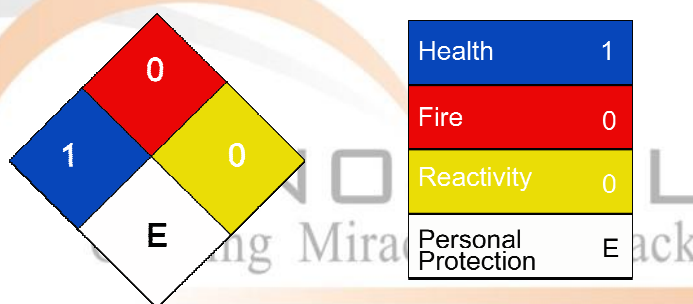 0
1
0
E
Health 1
Fire 0
Reactivity 0
Personal
Protection E